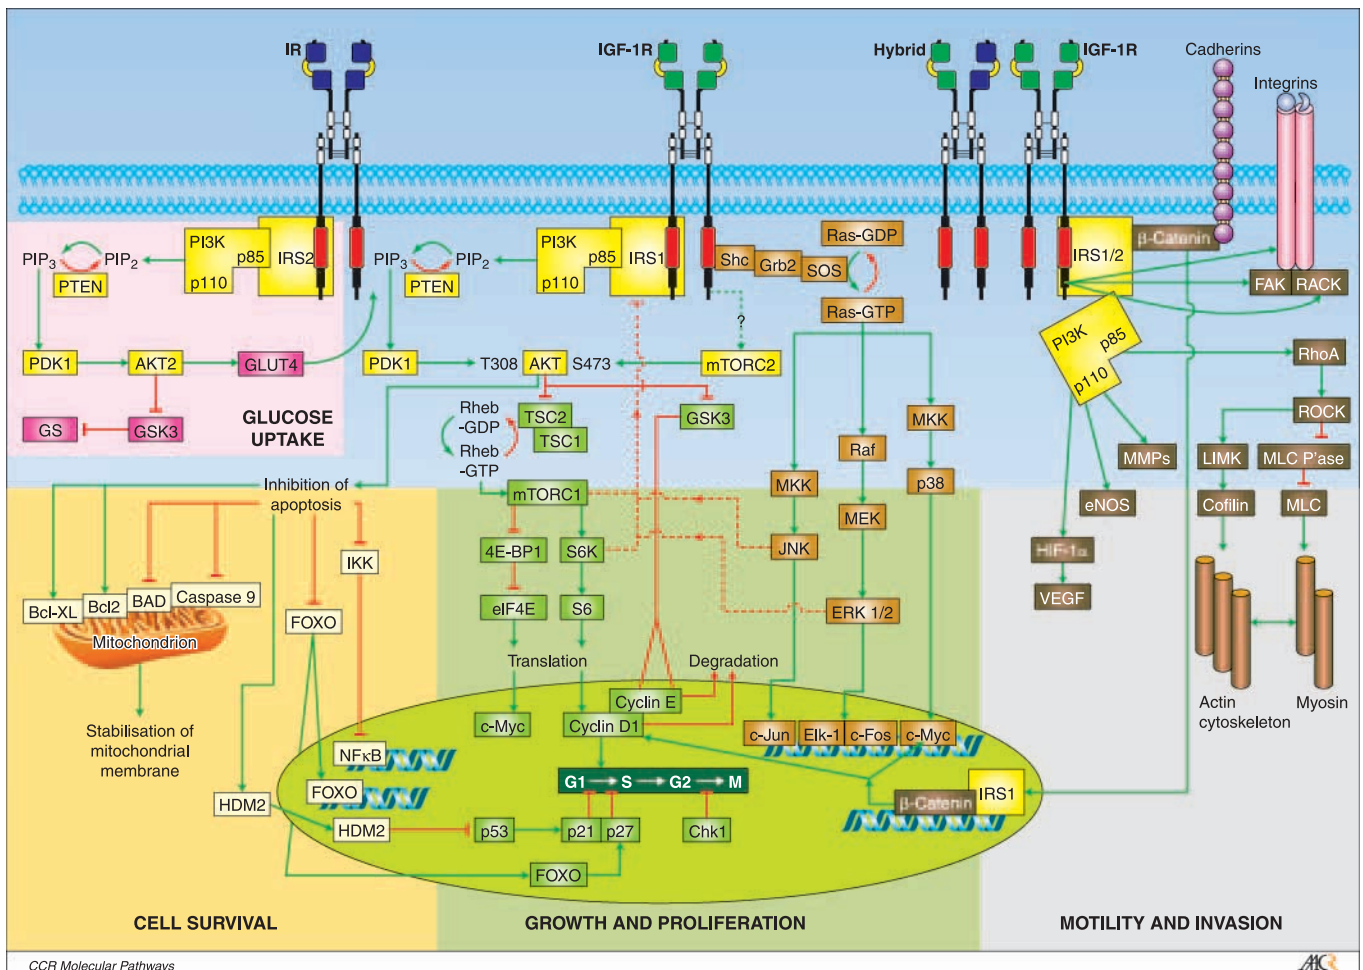 IR
IGF-1R
Hybrid
IGF-1R
Cadherins
Integrins
PIP3
PIP2
PTEN
PI3K
p85
p110
IRS2
PIP3
PIP2
PTEN
PI3K
p85
p110
IRS1
Shc
Grb2
SOS
Ras-GDP
Ras-GTP
IRS1/2
β-Catenin
FAK
RACK
?
PI3K
p85
p110
PDK1
AKT2
GLUT4
PDK1
T308
AKT
S473
mTORC2
RhoA
GS
GSK3
GLUCOSE
UPTAKE
Rheb
-GDP
TSC2
TSC1
Rheb
-GTP
GSK3
MKK
ROCK
Raf
MMPs
LIMK
MLC P'ase
Inhibition of
apoptosis
mTORC1
MKK
p38
MEK
eNOS
Cofilin
MLC
IKK
4E-BP1
S6K
JNK
HIF-1α
Bcl-XL
Bcl2
BAD
Caspase 9
Mitochondrion
FOXO
eIF4E
S6
ERK 1/2
VEGF
Translation
Degradation
Stabilisation of
mitochondrial
membrane
c-Myc
Cyclin E
Cyclin D1
c-Jun
Elk-1
c-Fos
c-Myc
Actin
cytoskeleton
Myosin
NFκB
FOXO
G1
S
G2
M
β-Catenin
IRS1
HDM2
HDM2
p53
p21
p27
Chk1
FOXO
CELL SURVIVAL
GROWTH AND PROLIFERATION
MOTILITY AND INVASION
CCR Molecular Pathways
AACR